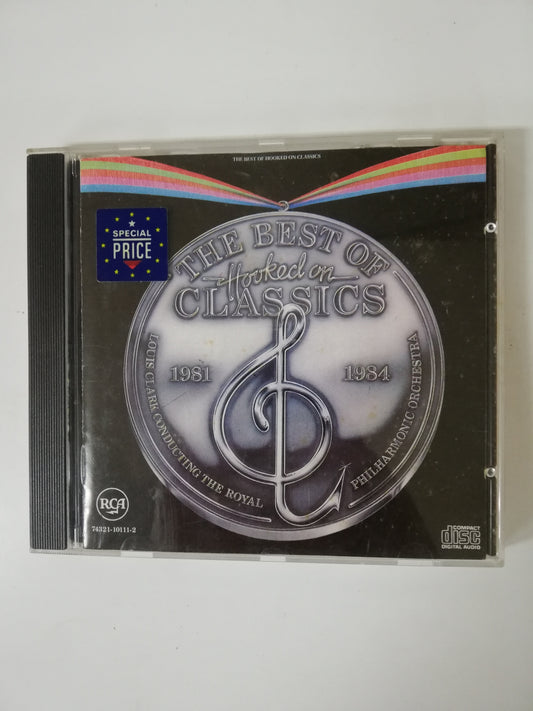 THE BEST OF HOOKED ON CLASSICS
SPECIAL
PRICE
THE BEST OF
Hooked on
CLASSICS
1981 1984
LOUIS CLARK CONDUCTING THE ROYAL PHILHARMONIC ORCHESTRA
RCA
74321-10111-2
COMPACT
disc
DIGITAL AUDIO